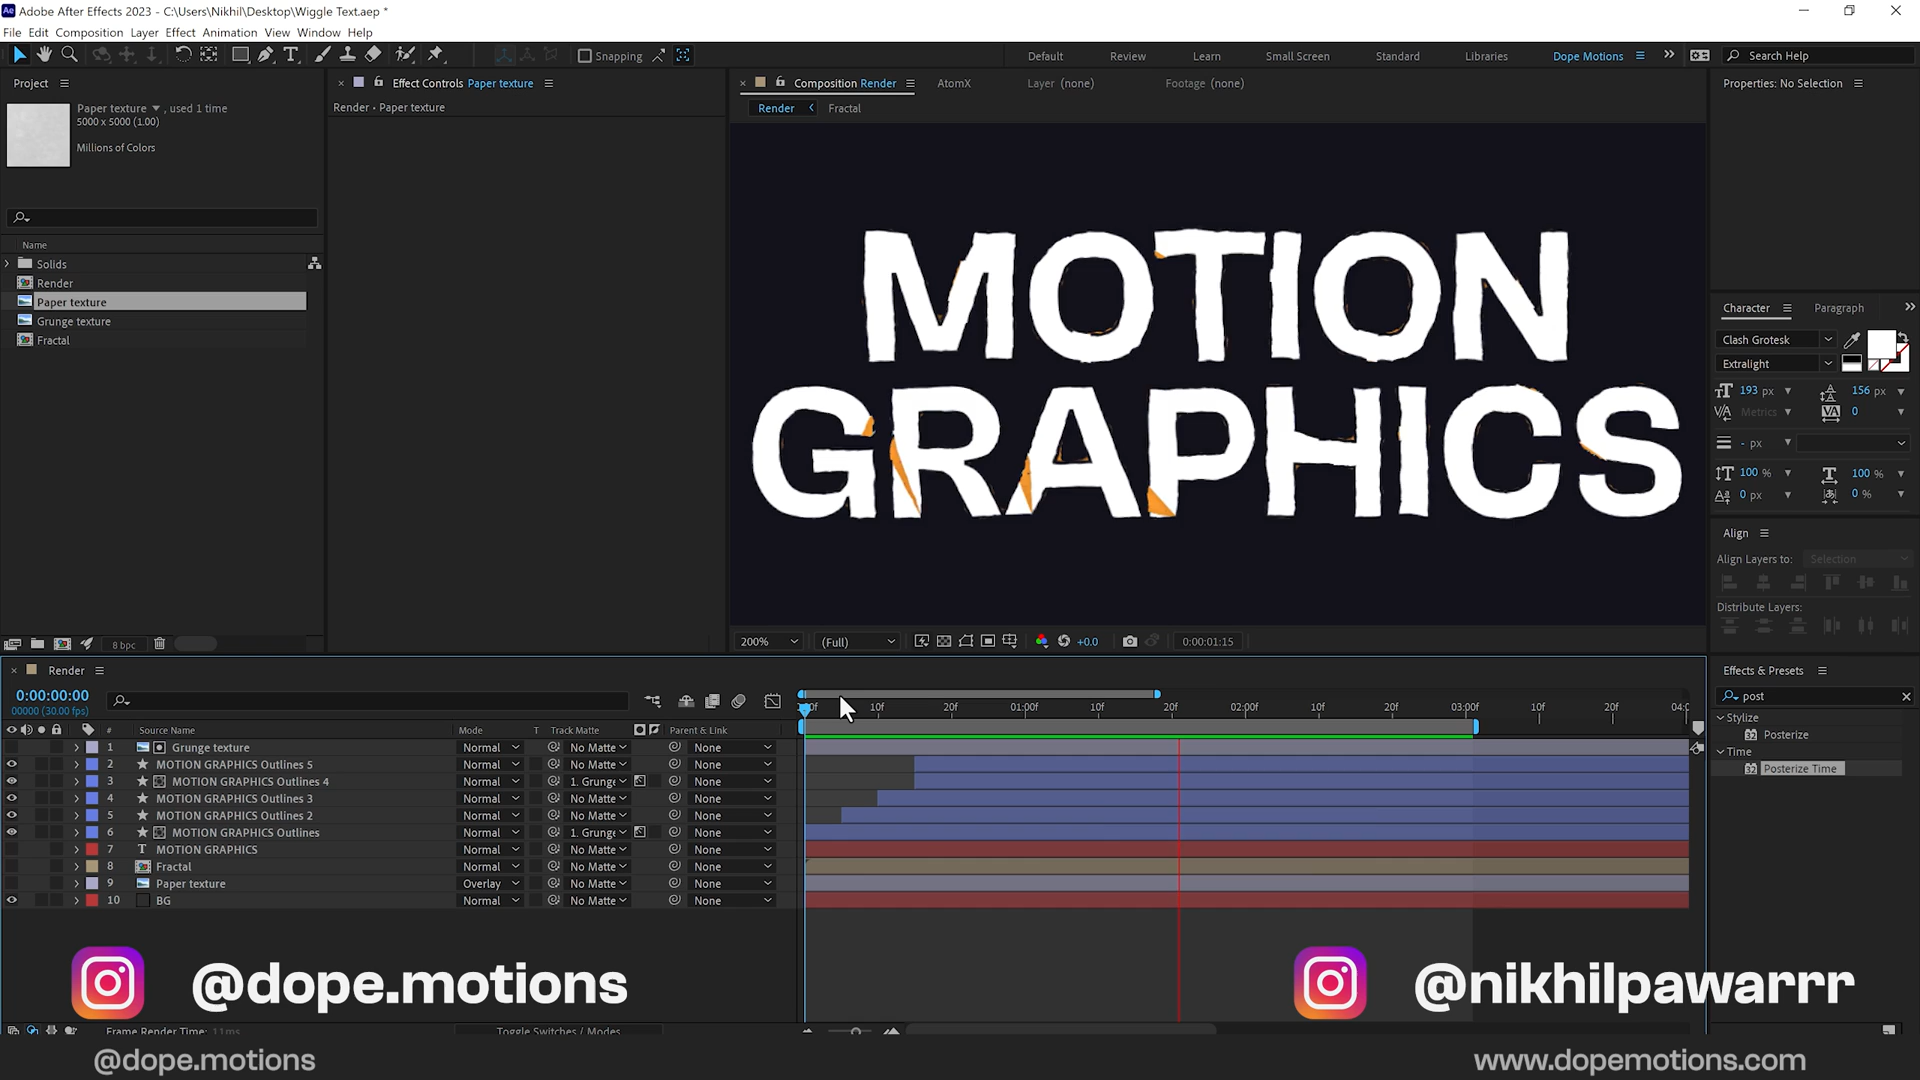 Adobe After Effects 2023 - C:\Users\Nikhil\Desktop\Wiggle Text.aep *
File Edit Composition Layer Effect Animation View Window Help
Snapping
Default Review Learn Small Screen Standard Libraries Dope Motions Search Help
Project
Paper texture , used 1 time
5000 x 5000 (1.00)
Millions of Colors
Name
Solids
Render
Paper texture
Grunge texture
Fractal
8 bpc
Effect Controls Paper texture
Render • Paper texture
Composition Render AtomX Layer (none) Footage (none)
Render Fractal
MOTION
GRAPHICS
200% (Full) +0.0 0:00:01:15
Properties: No Selection
Character Paragraph
Clash Grotesk
Extralight
193 px 156 px
Metrics 0
- px
100 % 100 %
0 px 0 %
Align
Align Layers to: Selection
Distribute Layers:
Effects & Presets
post
Stylize
32 Posterize
Time
32 Posterize Time
Render
0:00:00:00
00000 (30.00 fps)
10f 20f 01:00f 10f 20f 02:00f 10f 20f 03:00f 10f 20f
# Source Name Mode T Track Matte Parent & Link
1 Grunge texture Normal No Matte None
2 MOTION GRAPHICS Outlines 5 Normal No Matte None
3 MOTION GRAPHICS Outlines 4 Normal 1. Grunge None
4 MOTION GRAPHICS Outlines 3 Normal No Matte None
5 MOTION GRAPHICS Outlines 2 Normal No Matte None
6 MOTION GRAPHICS Outlines Normal 1. Grunge None
7 T MOTION GRAPHICS Normal No Matte None
8 Fractal Normal No Matte None
9 Paper texture Overlay No Matte None
10 BG Normal No Matte None
@dope.motions @nikhilpawarrr
Frame Render Time: 11ms Toggle Switches / Modes
@dope.motions www.dopemotions.com